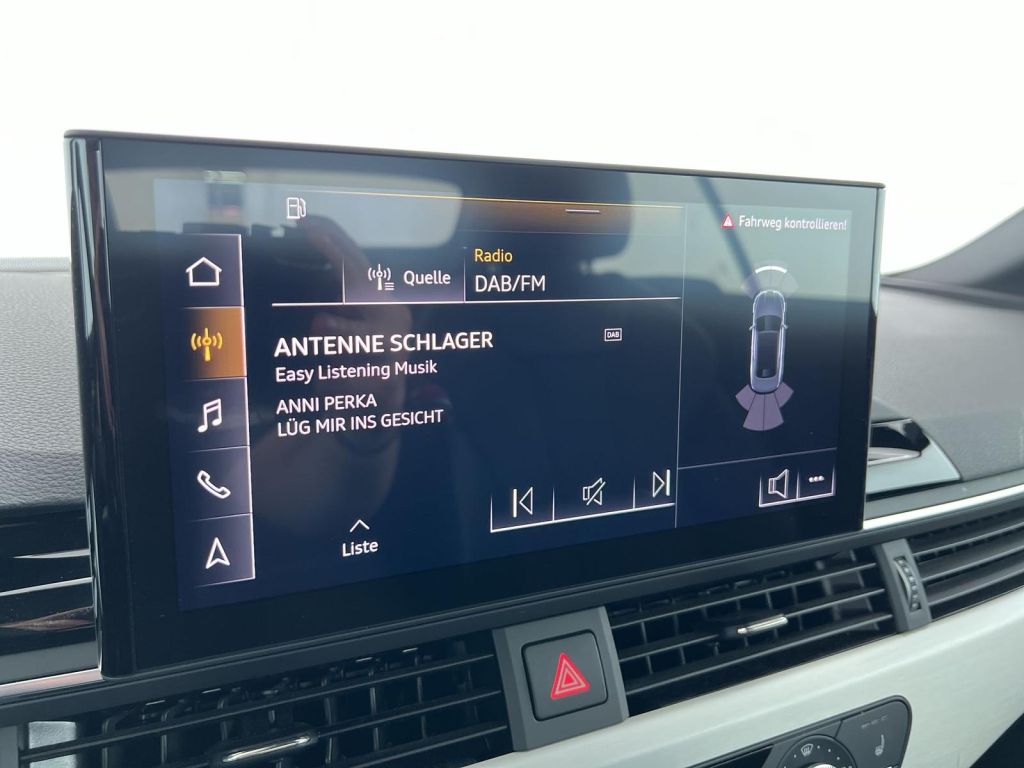 Fahrweg kontrollieren!
Quelle
Radio
DAB/FM
ANTENNE SCHLAGER
DAB
Easy Listening Musik
ANNI PERKA
LÜG MIR INS GESICHT
Liste